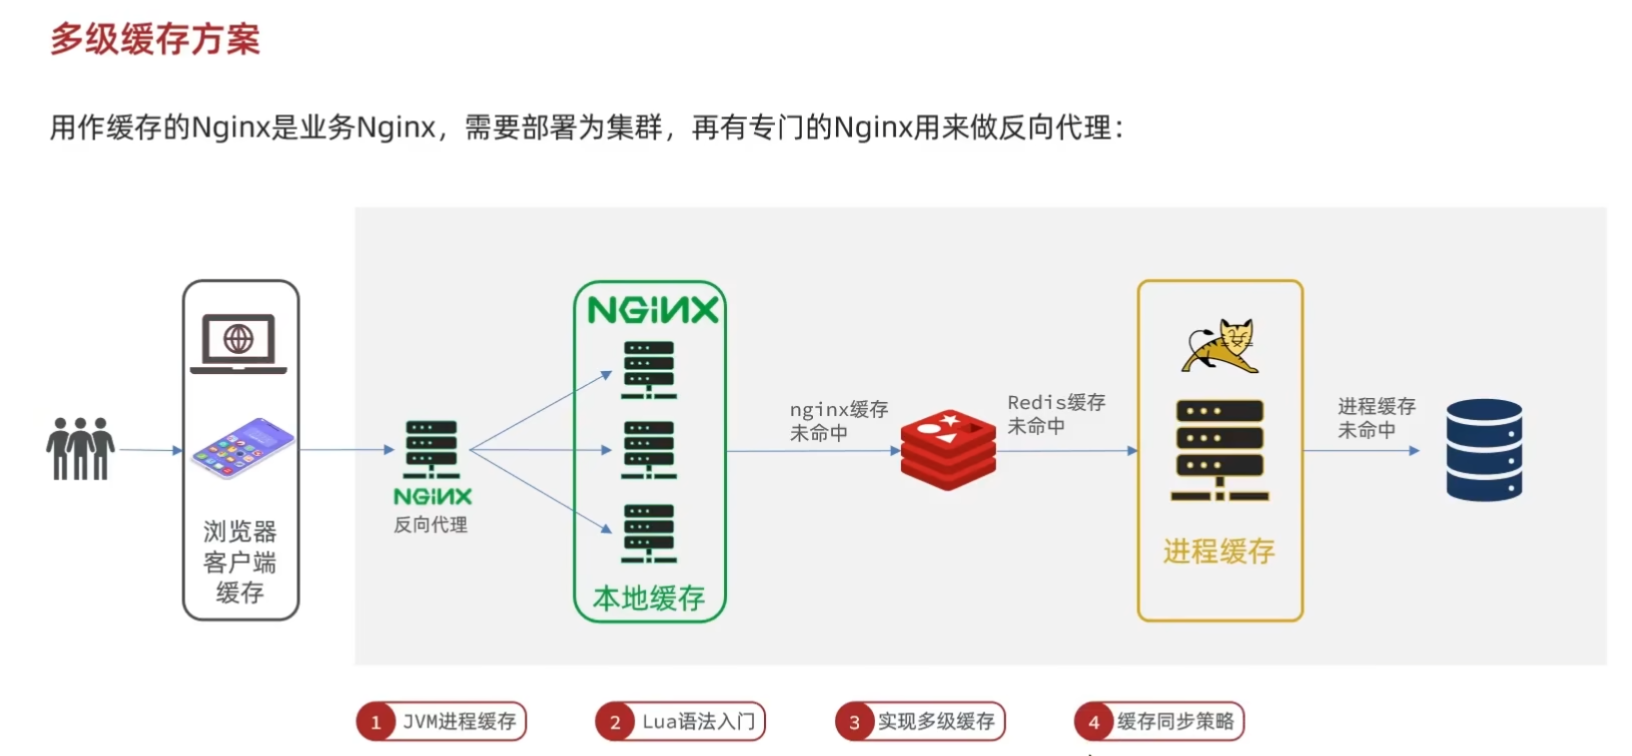 多级缓存方案
用作缓存的Nginx是业务Nginx，需要部署为集群，再有专门的Nginx用来做反向代理：
浏览器
客户端
缓存
NGiNX
反向代理
NGiNX
本地缓存
nginx缓存
未命中
Redis缓存
未命中
进程缓存
进程缓存
未命中
1 JVM进程缓存
2 Lua语法入门
3 实现多级缓存
4 缓存同步策略